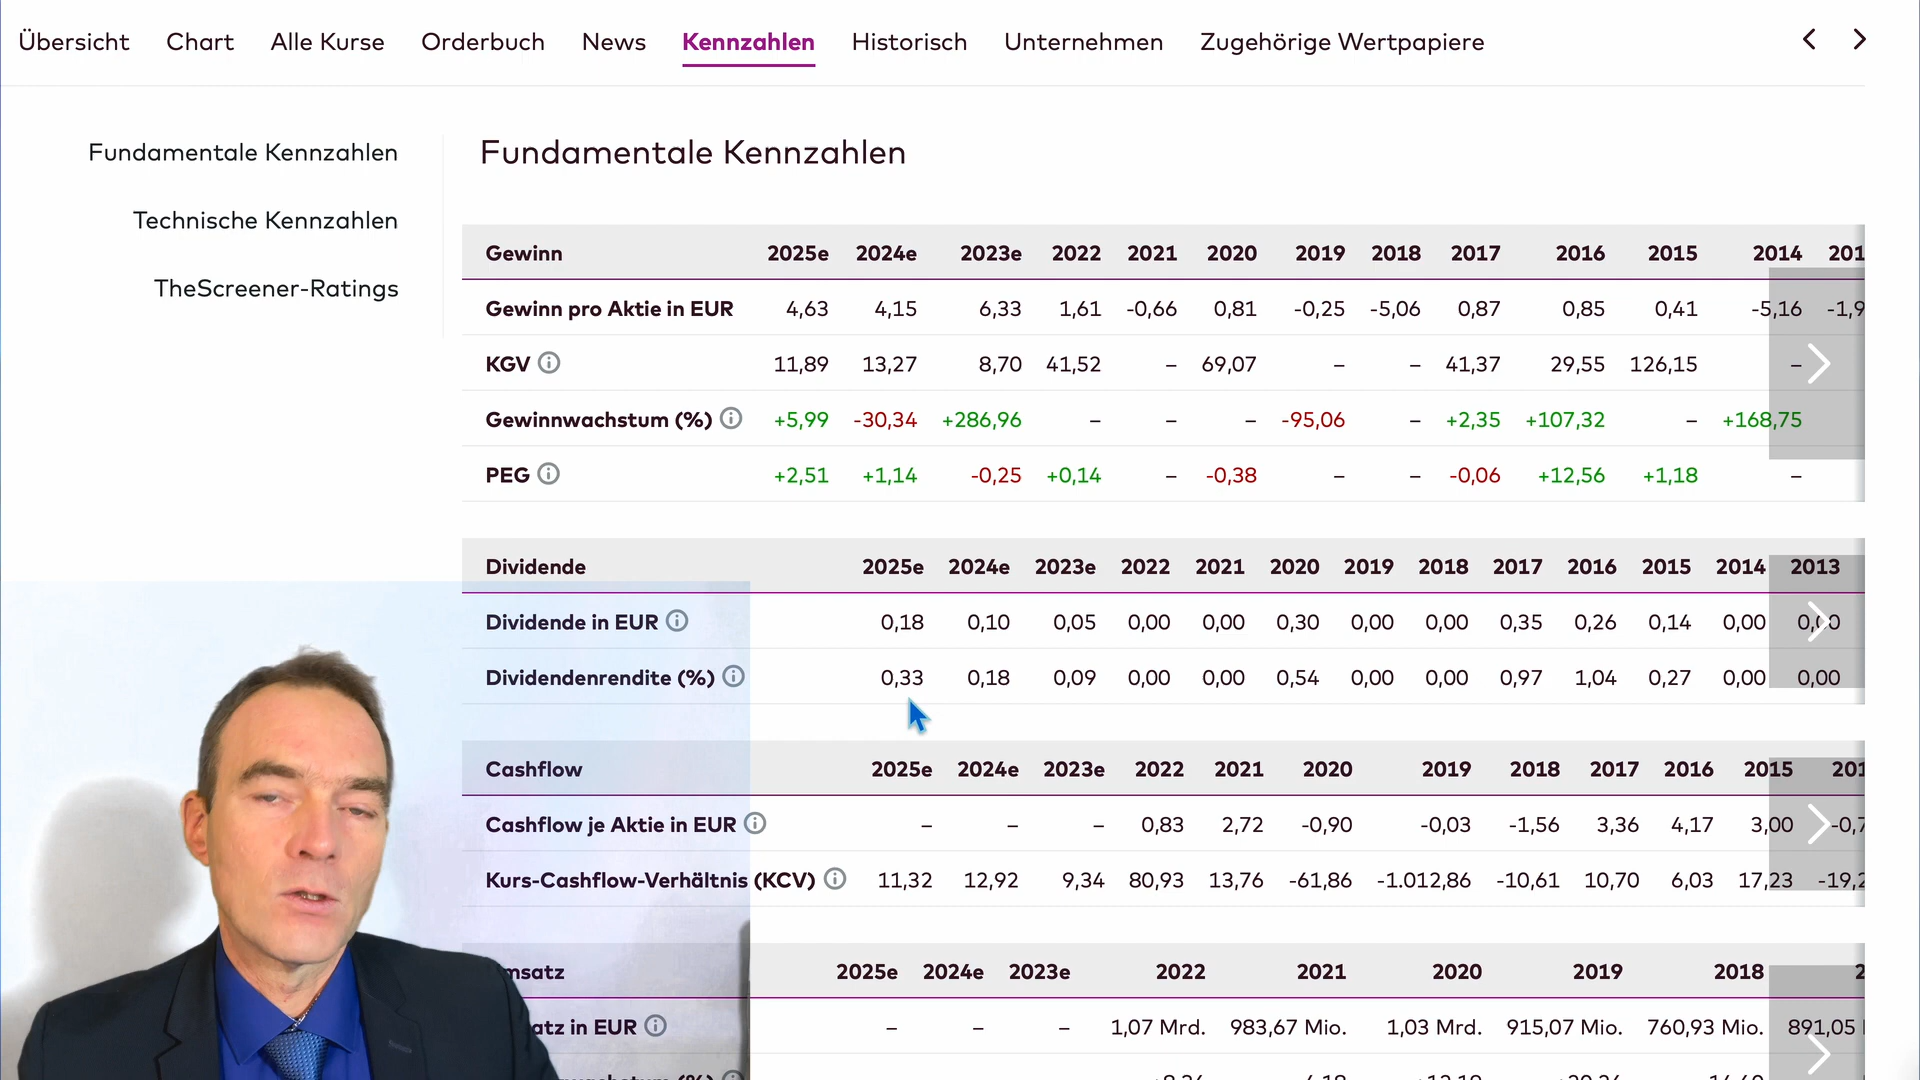 Übersicht Chart Alle Kurse Orderbuch News Kennzahlen Historisch Unternehmen Zugehörige Wertpapiere
Fundamentale Kennzahlen
Technische Kennzahlen
TheScreener-Ratings
Fundamentale Kennzahlen
Gewinn 2025e 2024e 2023e 2022 2021 2020 2019 2018 2017 2016 2015 2014 201
Gewinn pro Aktie in EUR 4,63 4,15 6,33 1,61 -0,66 0,81 -0,25 -5,06 0,87 0,85 0,41 -5,16 -1,9
KGV 11,89 13,27 8,70 41,52 – 69,07 – – 41,37 29,55 126,15 –
Gewinnwachstum (%) +5,99 -30,34 +286,96 – – – -95,06 – +2,35 +107,32 – +168,75
PEG +2,51 +1,14 -0,25 +0,14 – -0,38 – – -0,06 +12,56 +1,18 –
Dividende 2025e 2024e 2023e 2022 2021 2020 2019 2018 2017 2016 2015 2014 2013
Dividende in EUR 0,18 0,10 0,05 0,00 0,00 0,30 0,00 0,00 0,35 0,26 0,14 0,00 0,00
Dividendenrendite (%) 0,33 0,18 0,09 0,00 0,00 0,54 0,00 0,00 0,97 1,04 0,27 0,00 0,00
Cashflow 2025e 2024e 2023e 2022 2021 2020 2019 2018 2017 2016 2015 201
Cashflow je Aktie in EUR – – – 0,83 2,72 -0,90 -0,03 -1,56 3,36 4,17 3,00 -0,7
Kurs-Cashflow-Verhältnis (KCV) 11,32 12,92 9,34 80,93 13,76 -61,86 -1.012,86 -10,61 10,70 6,03 17,23 -19,2
msatz 2025e 2024e 2023e 2022 2021 2020 2019 2018 2
atz in EUR – – – 1,07 Mrd. 983,67 Mio. 1,03 Mrd. 915,07 Mio. 760,93 Mio. 891,05